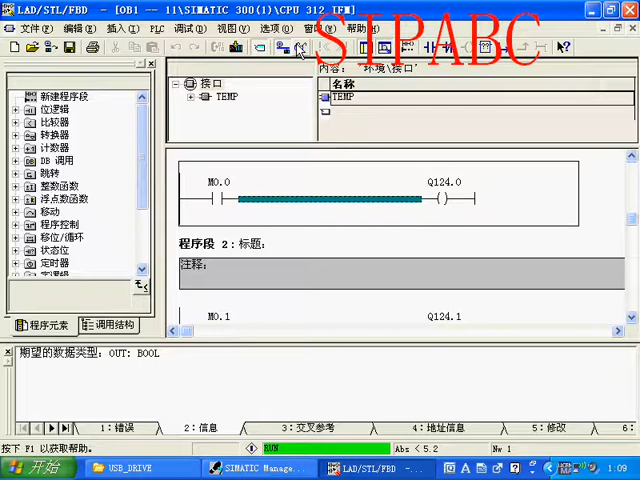 LAD/STL/FBD - [OB1 -- 11\SIMATIC 300(1)\CPU 312 IFM]
SIPABC
文件(F) 编辑(E) 插入(I) PLC 调试(D) 视图(V) 选项(O) 窗口(W)
内容: '环境\接口'
接口
TEMP
名称
TEMP
新建程序段
位逻辑
比较器
转换器
计数器
DB 调用
跳转
整数函数
浮点数函数
移动
程序控制
移位/循环
状态位
定时器
字逻辑
程序元素
调用结构
M0.0
Q124.0
程序段 2:标题:
注释:
M0.1
Q124.1
期望的数据类型: OUT: BOOL
1:错误
2:信息
3:交叉参考
4:地址信息
5:修改
6:
按下 F1 以获取帮助。
RUN
Abs < 5.2
Nw 1
开始
USB_DRIVE
SIMATIC Manage...
LAD/STL/FBD -...
1:09